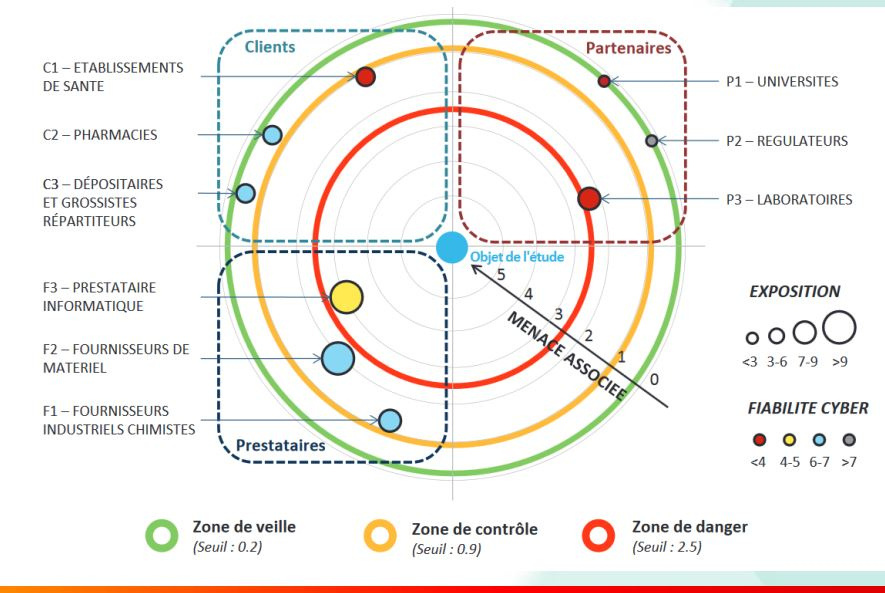 Clients
Partenaires
C1 – ETABLISSEMENTS
DE SANTE
C2 – PHARMACIES
C3 – DÉPOSITAIRES
ET GROSSISTES
RÉPARTITEURS
P1 – UNIVERSITES
P2 – REGULATEURS
P3 – LABORATOIRES
Objet de l'étude
5
4
3
2
1
0
MENACE ASSOCIEE
F3 – PRESTATAIRE
INFORMATIQUE
F2 – FOURNISSEURS DE
MATERIEL
F1 – FOURNISSEURS
INDUSTRIELS CHIMISTES
Prestataires
EXPOSITION
<3 3-6 7-9 >9
FIABILITE CYBER
<4 4-5 6-7 >7
Zone de veille
(Seuil : 0.2)
Zone de contrôle
(Seuil : 0.9)
Zone de danger
(Seuil : 2.5)